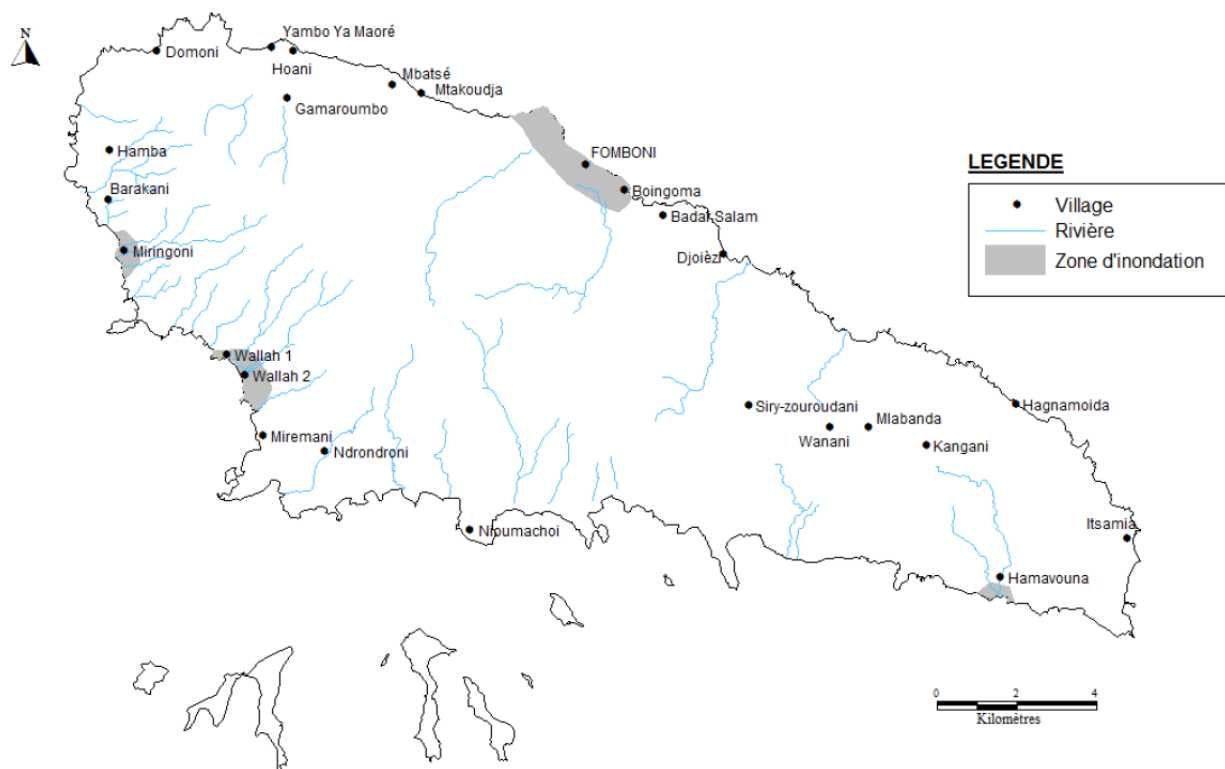 N
Yambo Ya Maoré
Domoni
Hoani
Mbatsé
Mtakoudja
Gamaroumbo
Hamba
FOMBONI
Barakani
Boingoma
Badar-Salam
Miringoni
Djoièzi
Wallah 1
Wallah 2
Siry-zouroudani
Hagnamoida
Mlabanda
Wanani
Miremani
Kangani
Ndrondroni
Nioumachoi
Itsamia
Hamavouna
LEGENDE
Village
Rivière
Zone d'inondation
0 2 4
Kilomètres